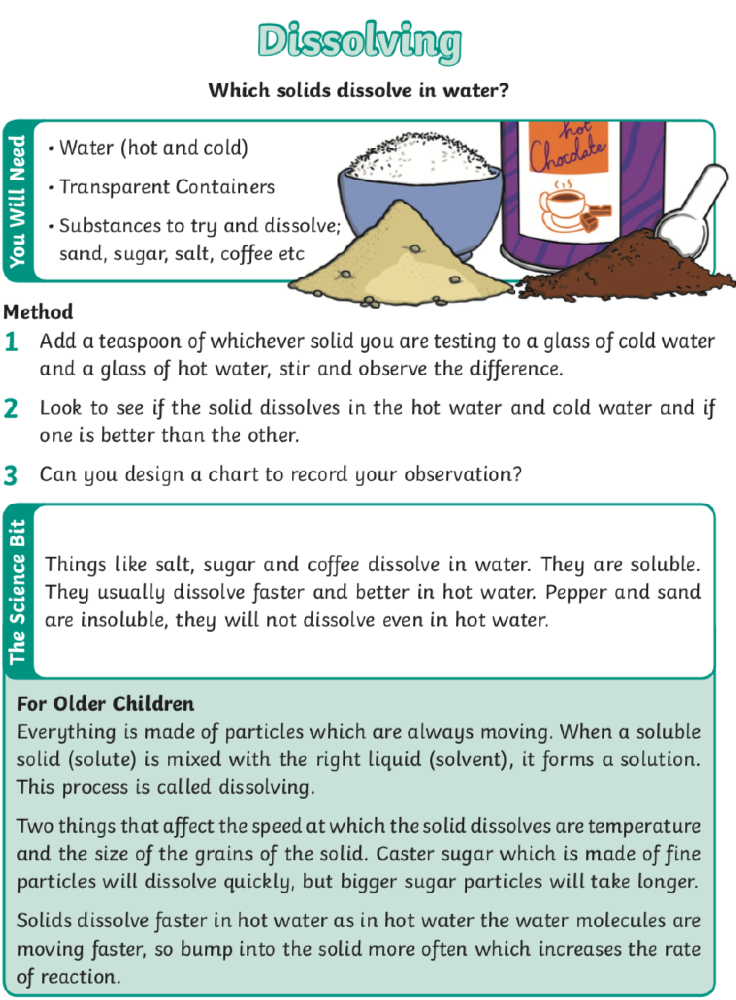 Dissolving
Which solids dissolve in water?
You Will Need
• Water (hot and cold)
• Transparent Containers
• Substances to try and dissolve;
sand, sugar, salt, coffee etc
hot
Chocolate
Method
1 Add a teaspoon of whichever solid you are testing to a glass of cold water
and a glass of hot water, stir and observe the difference.
2 Look to see if the solid dissolves in the hot water and cold water and if
one is better than the other.
3 Can you design a chart to record your observation?
The Science Bit
Things like salt, sugar and coffee dissolve in water. They are soluble.
They usually dissolve faster and better in hot water. Pepper and sand
are insoluble, they will not dissolve even in hot water.
For Older Children
Everything is made of particles which are always moving. When a soluble
solid (solute) is mixed with the right liquid (solvent), it forms a solution.
This process is called dissolving.
Two things that affect the speed at which the solid dissolves are temperature
and the size of the grains of the solid. Caster sugar which is made of fine
particles will dissolve quickly, but bigger sugar particles will take longer.
Solids dissolve faster in hot water as in hot water the water molecules are
moving faster, so bump into the solid more often which increases the rate
of reaction.